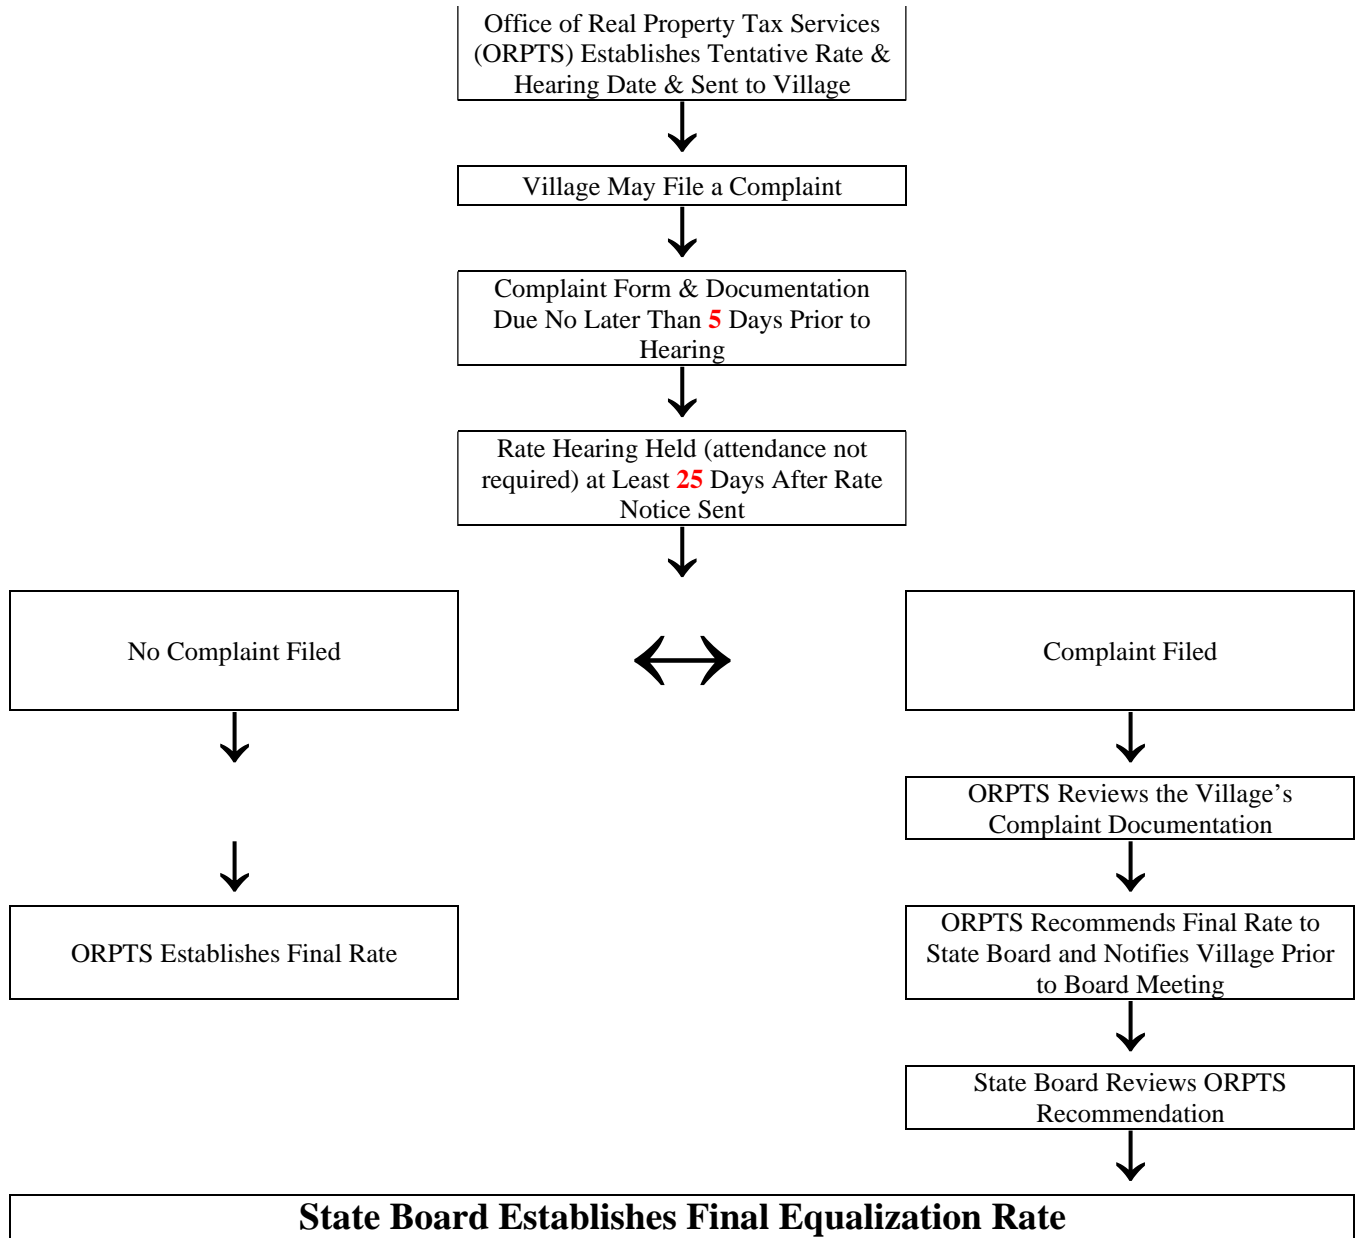 Office of Real Property Tax Services
(ORPTS) Establishes Tentative Rate &
Hearing Date & Sent to Village
Village May File a Complaint
Complaint Form & Documentation
Due No Later Than 5 Days Prior to
Hearing
Rate Hearing Held (attendance not
required) at Least 25 Days After Rate
Notice Sent
No Complaint Filed
Complaint Filed
ORPTS Reviews the Village’s
Complaint Documentation
ORPTS Establishes Final Rate
ORPTS Recommends Final Rate to
State Board and Notifies Village Prior
to Board Meeting
State Board Reviews ORPTS
Recommendation
State Board Establishes Final Equalization Rate